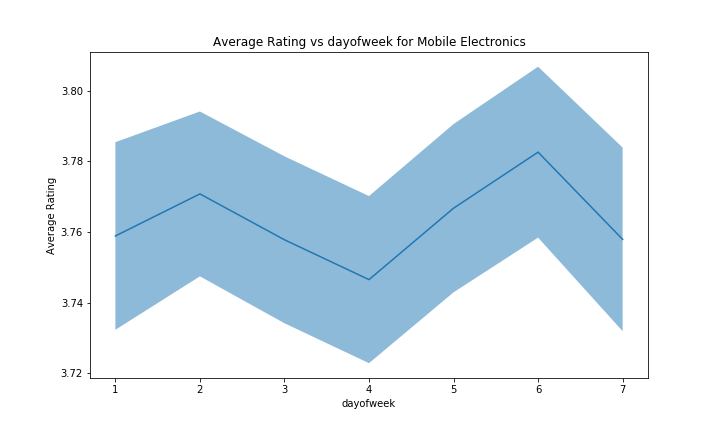 Average Rating vs dayofweek for Mobile Electronics
Average Rating
3.80
3.78
3.76
3.74
3.72
1 2 3 4 5 6 7
dayofweek